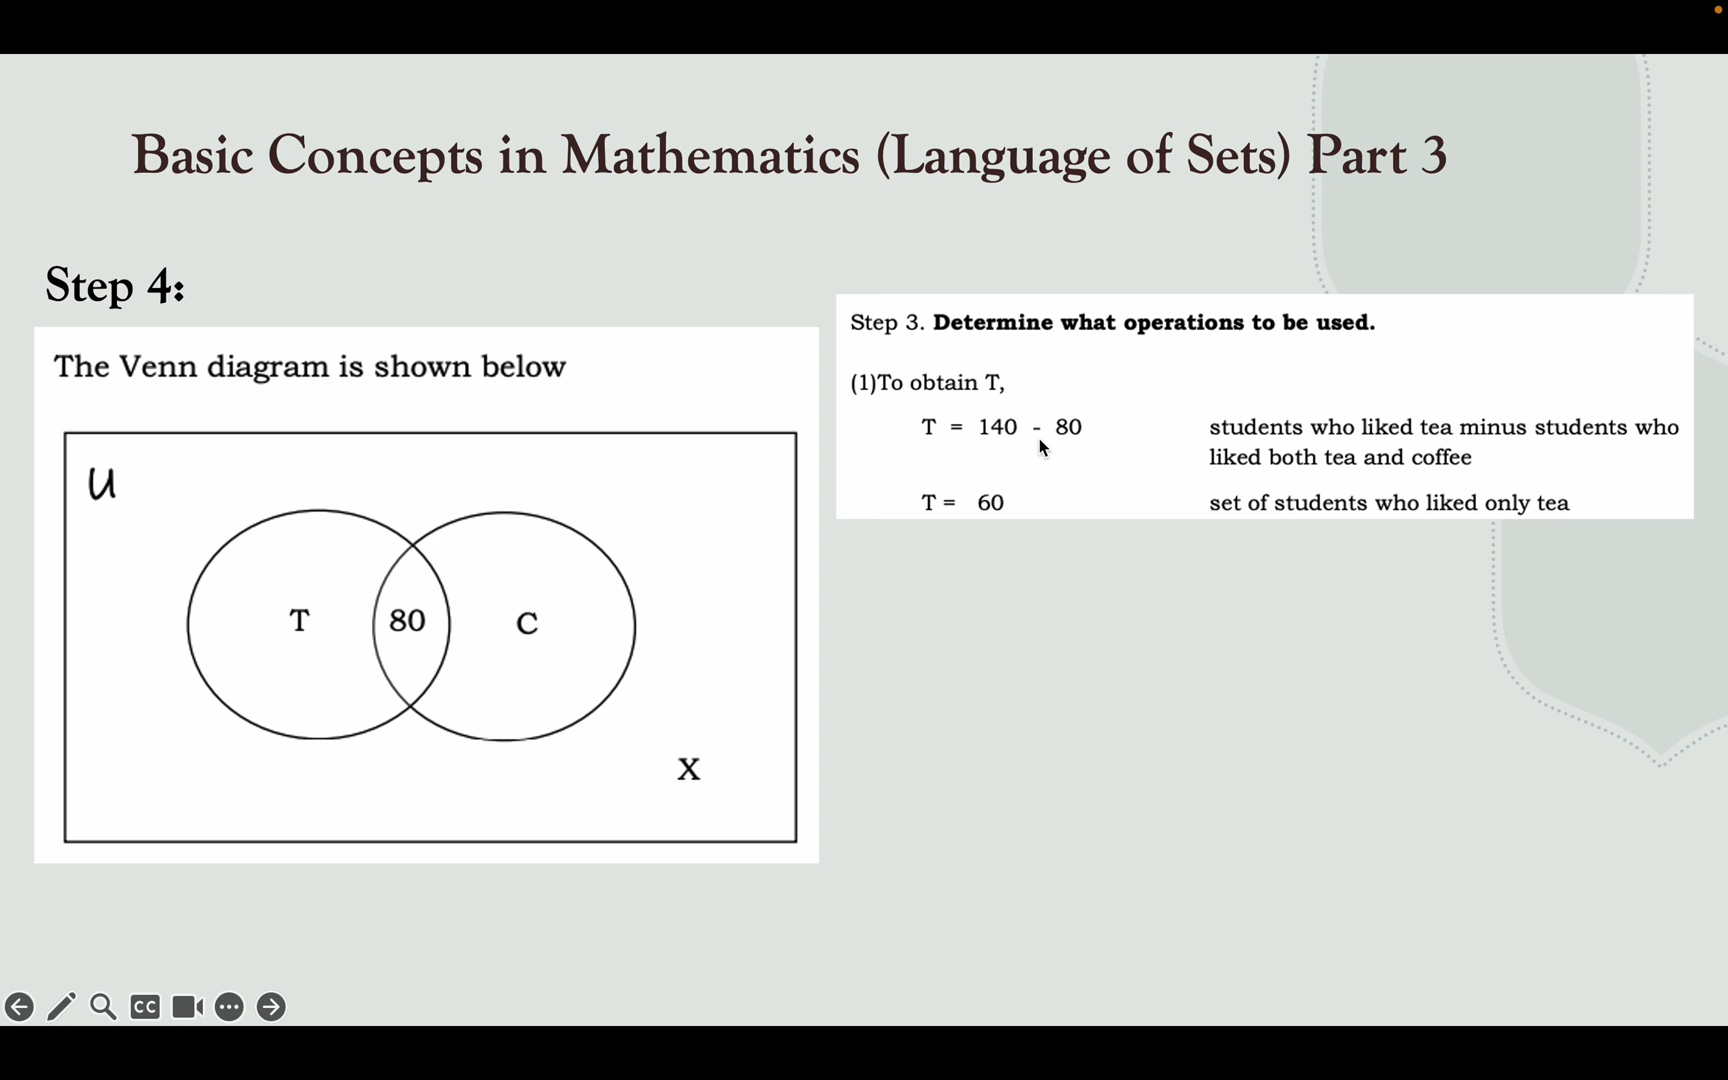 Basic Concepts in Mathematics (Language of Sets) Part 3
Step 4:
The Venn diagram is shown below
U
T
80
C
X
Step 3. Determine what operations to be used.
(1)To obtain T,
T = 140 - 80
students who liked tea minus students who
liked both tea and coffee
T = 60
set of students who liked only tea
CC